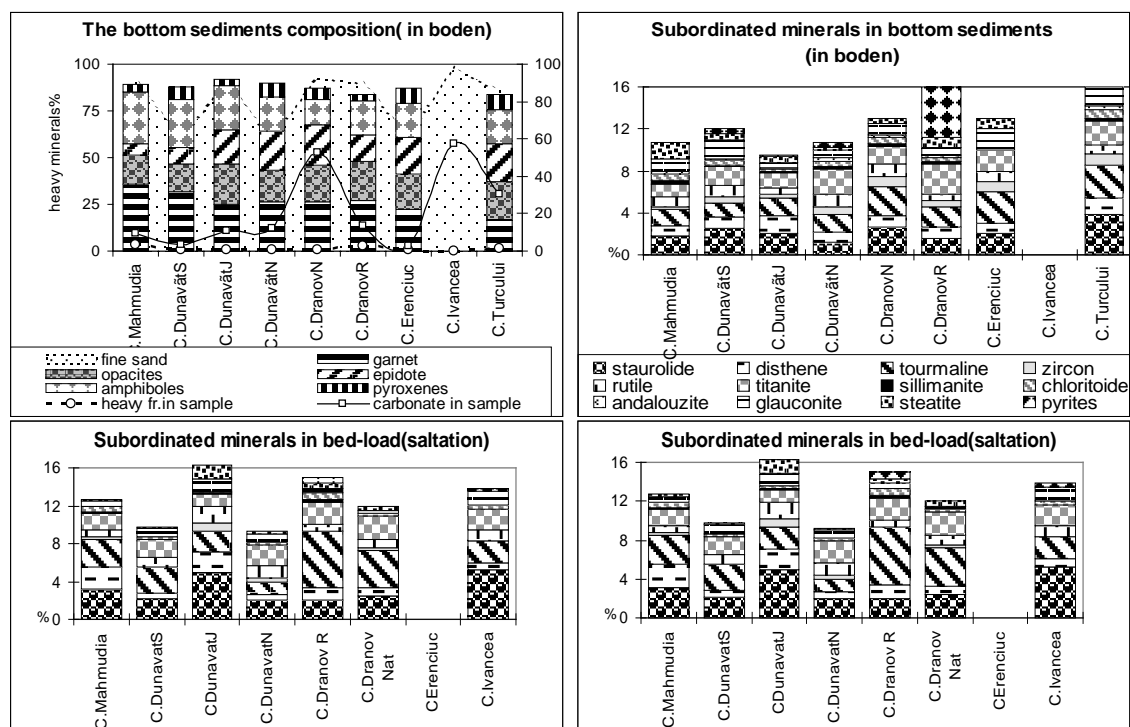 The bottom sediments composition( in boden)
heavy minerals%
100
75
50
25
0
100
80
60
40
20
0
C.Mahmudia
C.DunavătS
C.DunavătJ
C.DunavătN
C.DranovN
C.DranovR
C.Erenciuc
C.Ivancea
C.Turcului
fine sand
garnet
opacites
epidote
amphiboles
pyroxenes
heavy fr.in sample
carbonate in sample
Subordinated minerals in bottom sediments
(in boden)
16
12
8
4
%0
C.Mahmudia
C.DunavătS
C.DunavătJ
C.DunavătN
C.DranovN
C.DranovR
C.Erenciuc
C.Ivancea
C.Turcului
staurolide
disthene
tourmaline
zircon
rutile
titanite
sillimanite
chloritoide
andalouzite
glauconite
steatite
pyrites
Subordinated minerals in bed-load(saltation)
16
12
8
4
%0
C.Mahmudia
C.DunavatS
CDunavatJ
C.DunavatN
C.Dranov R
C.Dranov
Nat
CErenciuc
C.Ivancea
Subordinated minerals in bed-load(saltation)
16
12
8
4
%0
C.Mahmudia
C.DunavatS
CDunavatJ
C.DunavatN
C.Dranov R
C.Dranov
Nat
CErenciuc
C.Ivancea